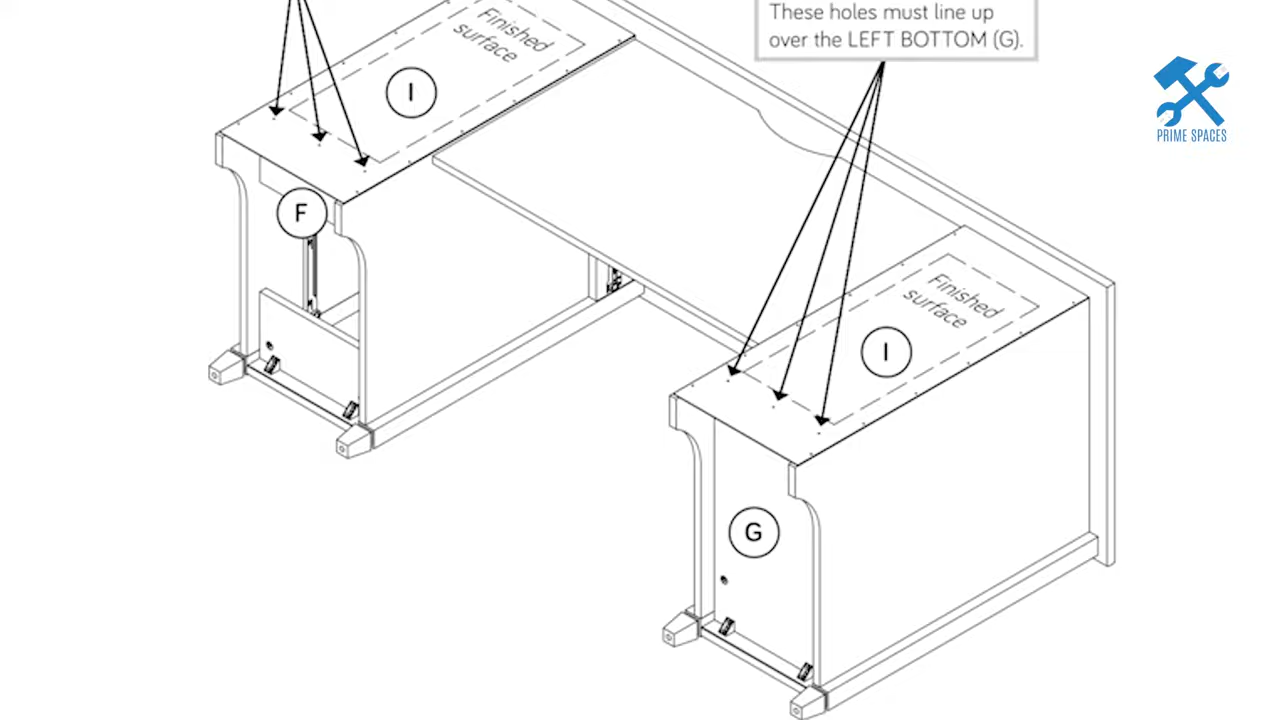 These holes must line up
over the LEFT BOTTOM (G).
Finished
surface
I
F
PRIME SPACES
Finished
surface
I
G